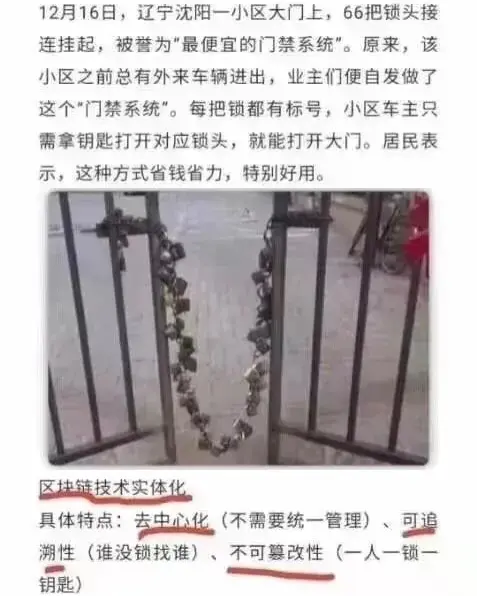 12月16日，辽宁沈阳一小区大门上，66把锁头接
连挂起，被誉为“最便宜的门禁系统”。原来，该
小区之前总有外来车辆进出，业主们便自发做了
这个“门禁系统”。每把锁都有标号，小区车主只
需拿钥匙打开对应锁头，就能打开大门。居民表
示，这种方式省钱省力，特别好用。
区块链技术实体化
具体特点：去中心化（不需要统一管理）、可追
溯性（谁没锁找谁）、不可篡改性（一人一锁一
钥匙）